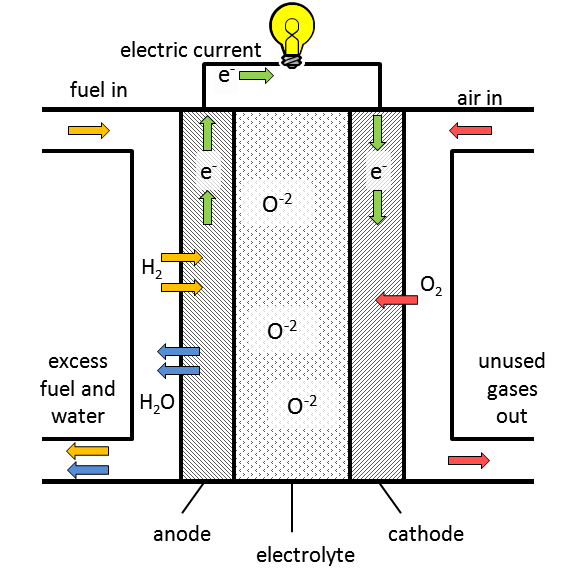 electric current
e⁻
fuel in
air in
e⁻
e⁻
O⁻²
H₂
O₂
O⁻²
excess
fuel and
water
unused
gases
out
H₂O
O⁻²
anode
cathode
electrolyte